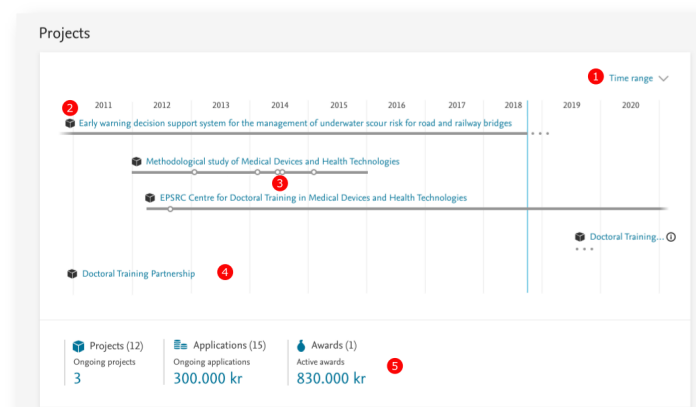 Projects
1 Time range
2011 2012 2013 2014 2015 2016 2017 2018 2019 2020
2
Early warning decision support system for the management of underwater scour risk for road and railway bridges
Methodological study of Medical Devices and Health Technologies
3
EPSRC Centre for Doctoral Training in Medical Devices and Health Technologies
Doctoral Training...
Doctoral Training Partnership 4
Projects (12) Applications (15) Awards (1)
Ongoing projects Ongoing applications Active awards
5
3 300.000 kr 830.000 kr